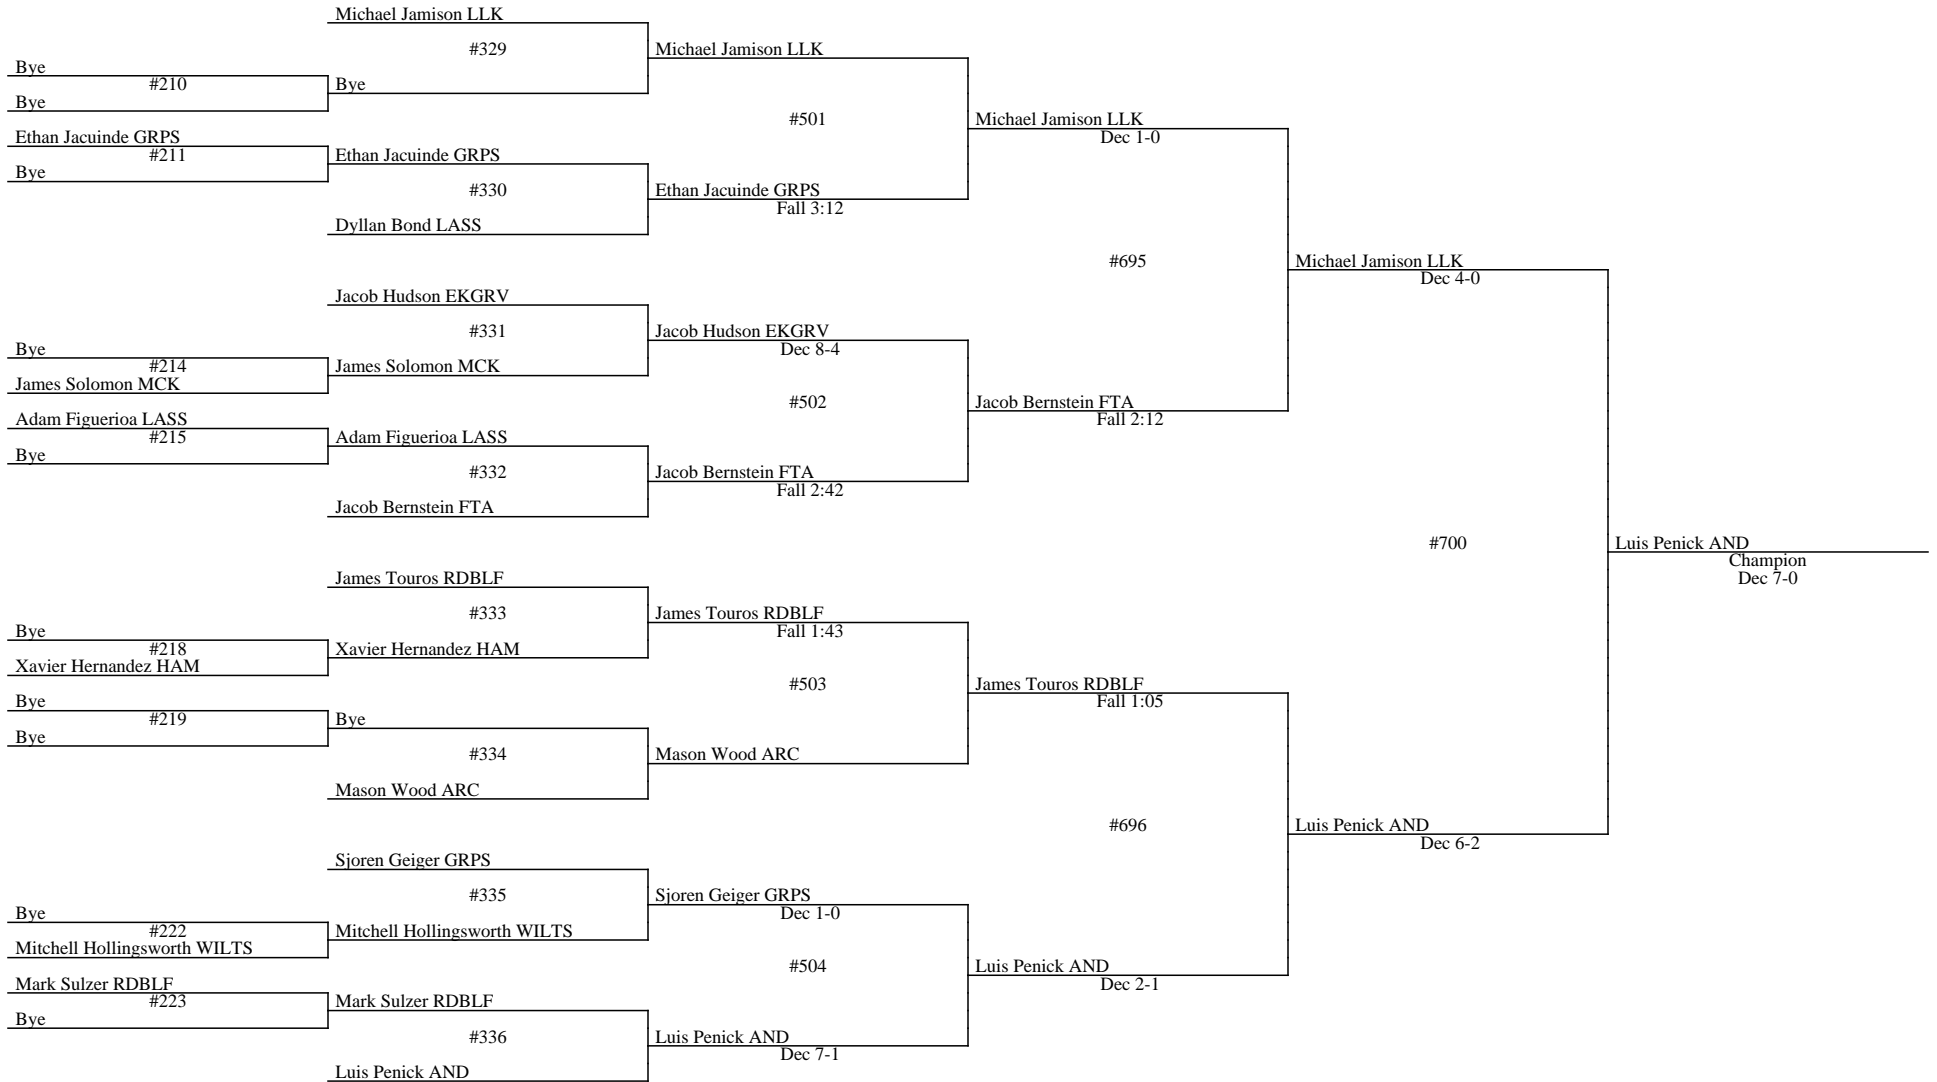 Michael Jamison LLK
#329
Michael Jamison LLK
Bye
#210
Bye
Bye
#501
Michael Jamison LLK
Dec 1-0
Ethan Jacuinde GRPS
#211
Ethan Jacuinde GRPS
Bye
#330
Ethan Jacuinde GRPS
Fall 3:12
Dyllan Bond LASS
#695
Michael Jamison LLK
Dec 4-0
Jacob Hudson EKGRV
#331
Jacob Hudson EKGRV
Dec 8-4
Bye
#214
James Solomon MCK
James Solomon MCK
#502
Jacob Bernstein FTA
Fall 2:12
Adam Figuerioa LASS
#215
Adam Figuerioa LASS
Bye
#332
Jacob Bernstein FTA
Fall 2:42
Jacob Bernstein FTA
#700
Luis Penick AND
Champion
Dec 7-0
James Touros RDBLF
#333
James Touros RDBLF
Fall 1:43
Bye
#218
Xavier Hernandez HAM
Xavier Hernandez HAM
#503
James Touros RDBLF
Fall 1:05
Bye
#219
Bye
Bye
#334
Mason Wood ARC
Mason Wood ARC
#696
Luis Penick AND
Dec 6-2
Sjoren Geiger GRPS
#335
Sjoren Geiger GRPS
Dec 1-0
Bye
#222
Mitchell Hollingsworth WILTS
Mitchell Hollingsworth WILTS
#504
Luis Penick AND
Dec 2-1
Mark Sulzer RDBLF
#223
Mark Sulzer RDBLF
Bye
#336
Luis Penick AND
Dec 7-1
Luis Penick AND